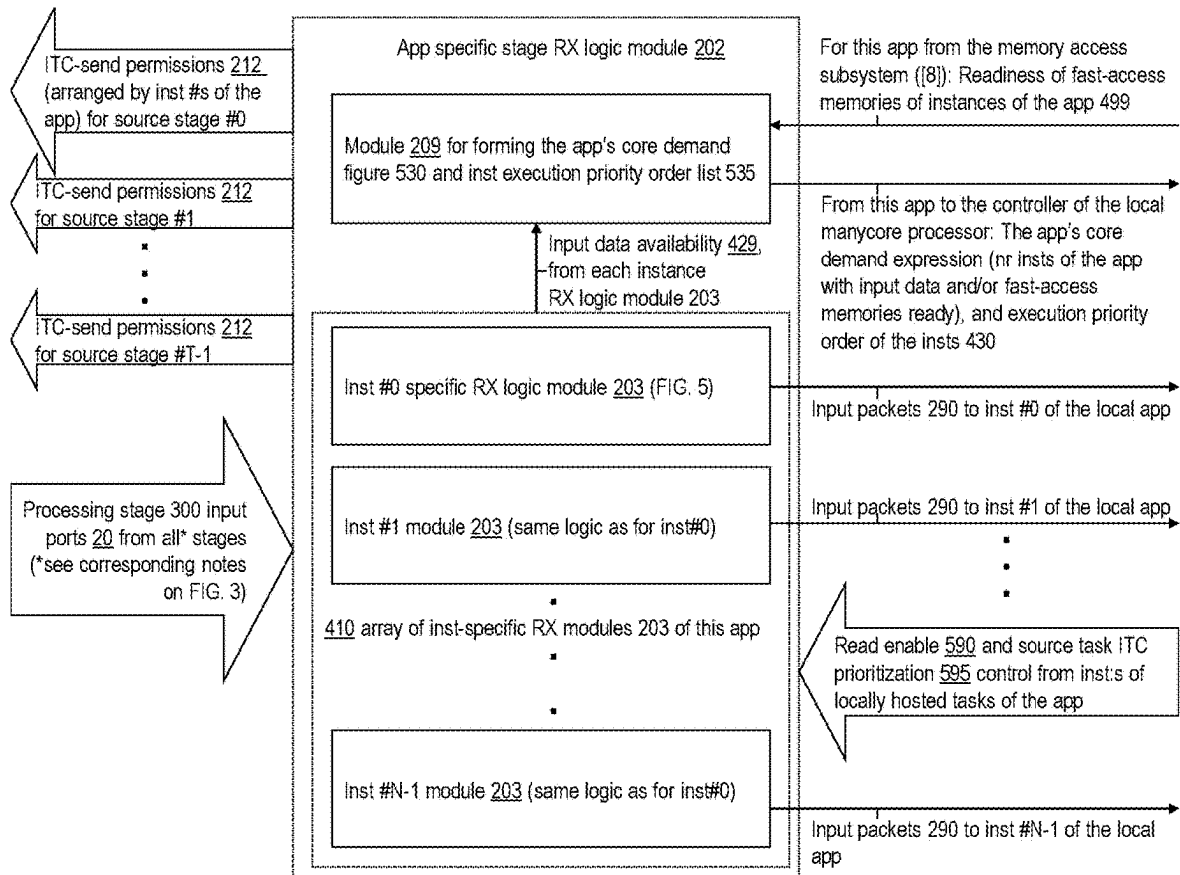 App specific stage RX logic module 202
ITC-send permissions 212
(arranged by inst #s of the
app) for source stage #0
ITC-send permissions 212
for source stage #1
ITC-send permissions 212
for source stage #T-1
Processing stage 300 input
ports 20 from all* stages
(*see corresponding notes
on FIG. 3)
Module 209 for forming the app's core demand
figure 530 and inst execution priority order list 535
Input data availability 429,
from each instance
RX logic module 203
Inst #0 specific RX logic module 203 (FIG. 5)
Inst #1 module 203 (same logic as for inst#0)
410 array of inst-specific RX modules 203 of this app
Inst #N-1 module 203 (same logic as for inst#0)
For this app from the memory access
subsystem ([8]): Readiness of fast-access
memories of instances of the app 499
From this app to the controller of the local
manycore processor: The app's core
demand expression (nr insts of the app
with input data and/or fast-access
memories ready), and execution priority
order of the insts 430
Input packets 290 to inst #0 of the local app
Input packets 290 to inst #1 of the local app
Read enable 590 and source task ITC
prioritization 595 control from inst:s of
locally hosted tasks of the app
Input packets 290 to inst #N-1 of the local
app